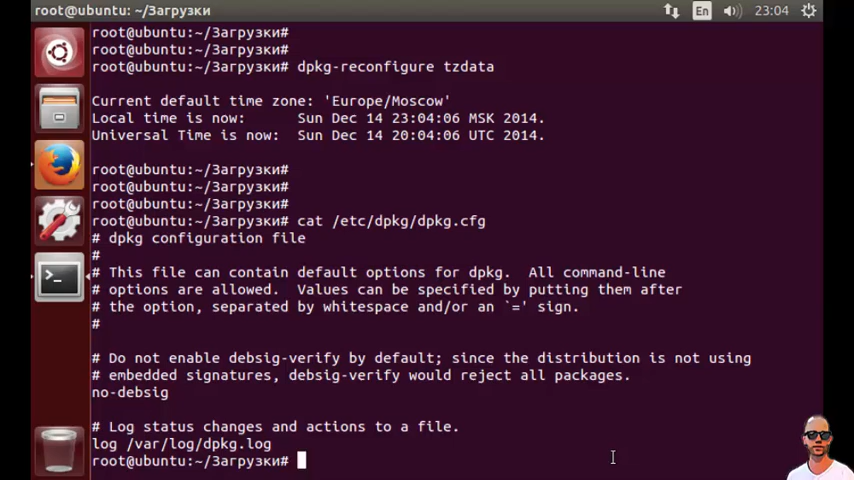 root@ubuntu: ~/Загрузки
En
23:04
root@ubuntu:~/Загрузки#
root@ubuntu:~/Загрузки#
root@ubuntu:~/Загрузки# dpkg-reconfigure tzdata
Current default time zone: 'Europe/Moscow'
Local time is now:      Sun Dec 14 23:04:06 MSK 2014.
Universal Time is now:  Sun Dec 14 20:04:06 UTC 2014.
root@ubuntu:~/Загрузки#
root@ubuntu:~/Загрузки#
root@ubuntu:~/Загрузки#
root@ubuntu:~/Загрузки# cat /etc/dpkg/dpkg.cfg
# dpkg configuration file
#
# This file can contain default options for dpkg.  All command-line
# options are allowed.  Values can be specified by putting them after
# the option, separated by whitespace and/or an `=' sign.
#
# Do not enable debsig-verify by default; since the distribution is not using
# embedded signatures, debsig-verify would reject all packages.
no-debsig
# Log status changes and actions to a file.
log /var/log/dpkg.log
root@ubuntu:~/Загрузки#